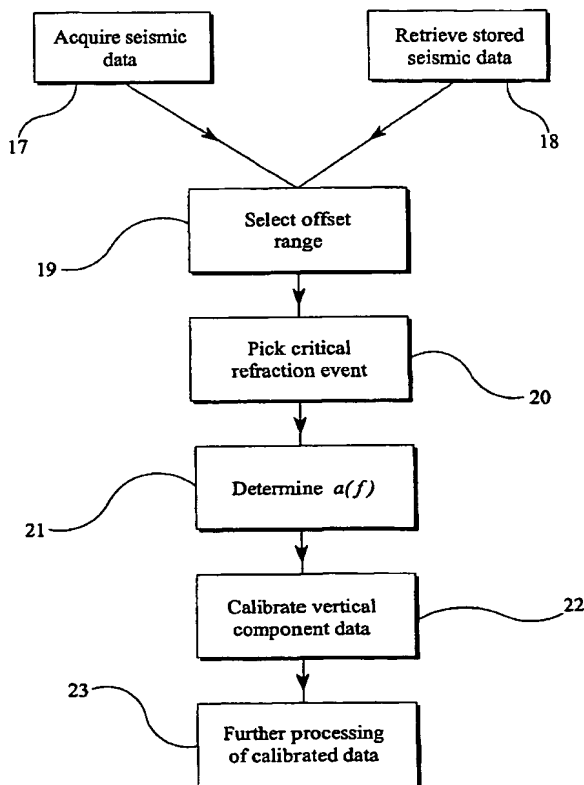 Acquire seismic
data
Retrieve stored
seismic data
17
18
Select offset
range
19
Pick critical
refraction event
20
Determine a(f)
21
Calibrate vertical
component data
22
23
Further processing
of calibrated data